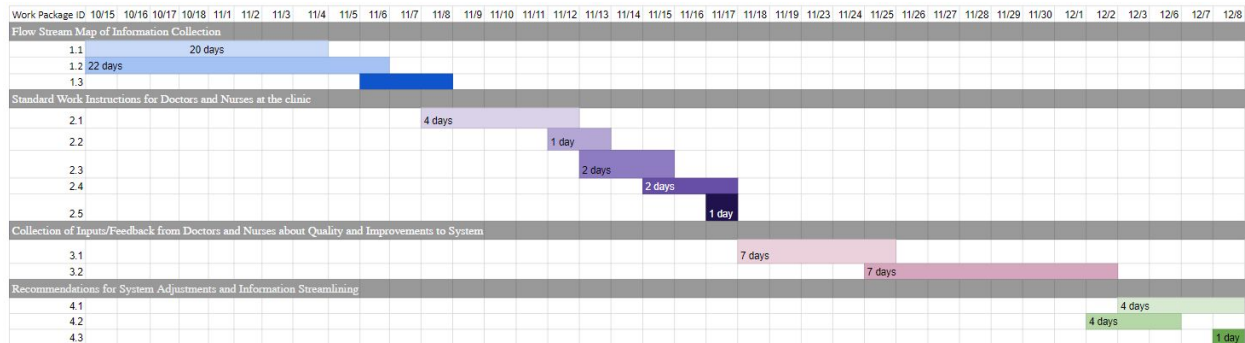 Work Package ID 10/15 10/16 10/17 10/18 11/1 11/2 11/3 11/4 11/5 11/6 11/7 11/8 11/9 11/10 11/11 11/12 11/13 11/14 11/15 11/16 11/17 11/18 11/19 11/23 11/24 11/25 11/26 11/27 11/28 11/29 11/30 12/1 12/2 12/3 12/6 12/7 12/8
Flow Stream Map of Information Collection
1.1 20 days
1.2 22 days
1.3
Standard Work Instructions for Doctors and Nurses at the clinic
2.1 4 days
2.2 1 day
2.3 2 days
2.4 2 days
2.5 1 day
Collection of Inputs/Feedback from Doctors and Nurses about Quality and Improvements to System
3.1 7 days
3.2 7 days
Recommendations for System Adjustments and Information Streamlining
4.1 4 days
4.2 4 days
4.3 1 day